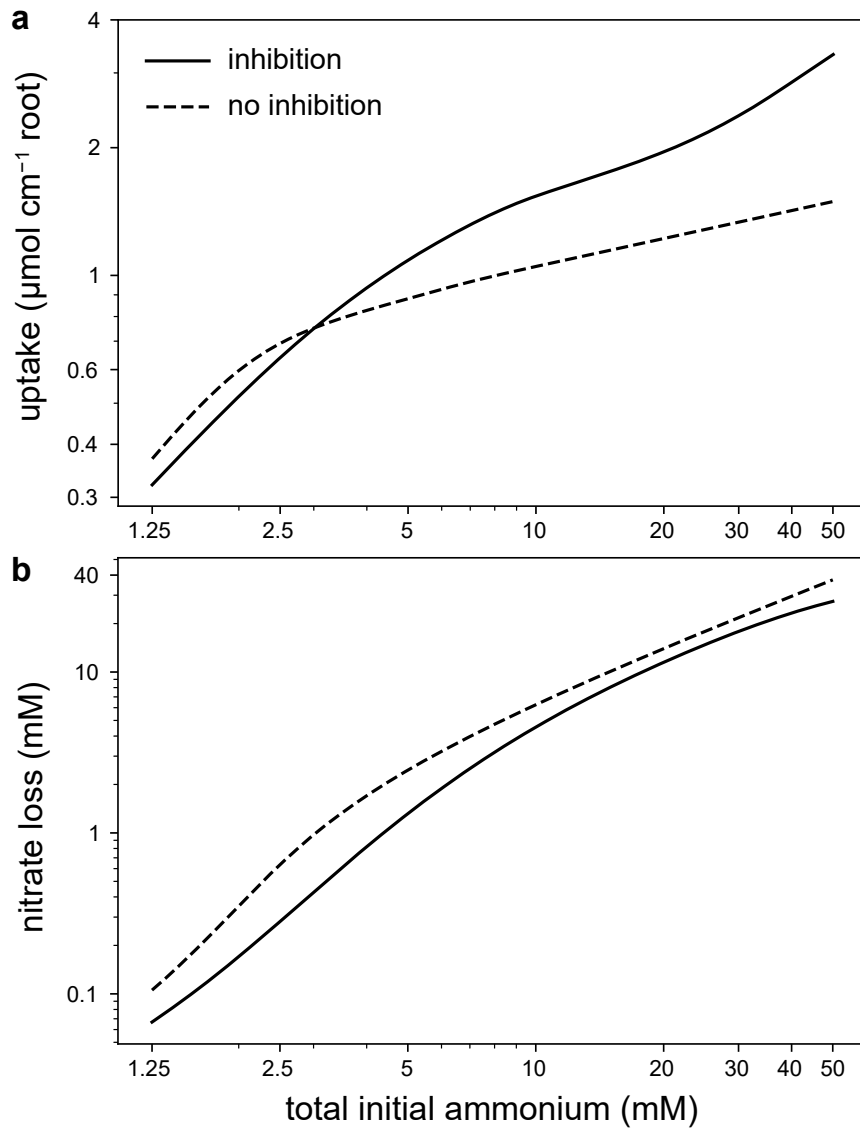 a
4
2
1
0.6
0.4
0.3
uptake (μmol cm⁻¹ root)
inhibition
no inhibition
1.25 2.5 5 10 20 30 40 50
b
40
10
1
0.1
nitrate loss (mM)
1.25 2.5 5 10 20 30 40 50
total initial ammonium (mM)